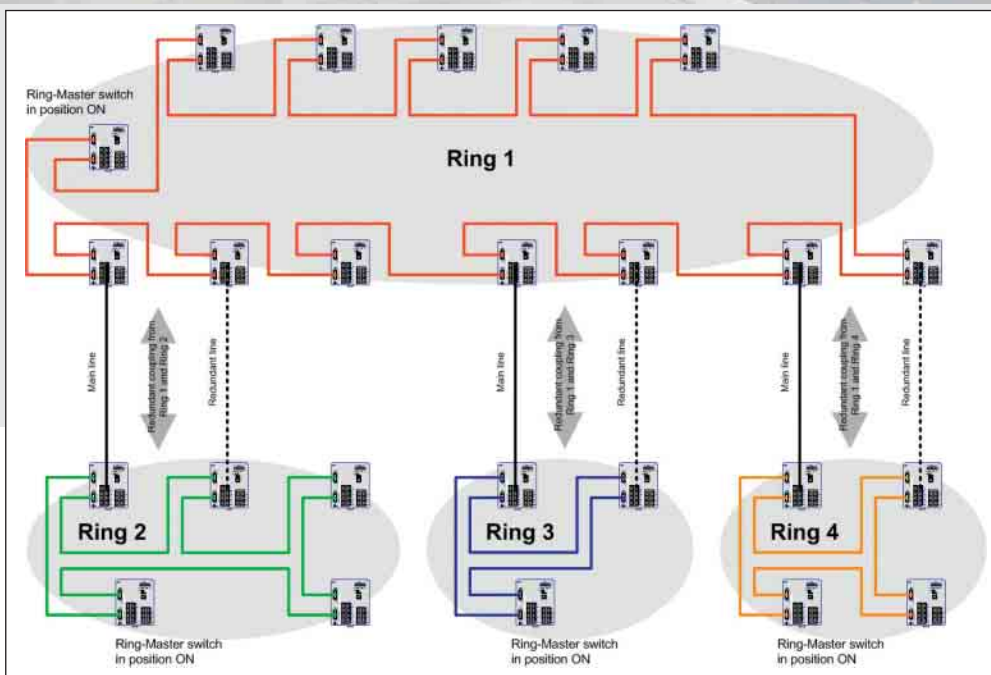 Ring-Master switch
in position ON
Ring 1
Main line
Redundant coupling from
Ring 1 and Ring 2
Redundant line
Main line
Redundant coupling from
Ring 1 and Ring 3
Redundant line
Main line
Redundant coupling from
Ring 1 and Ring 4
Redundant line
Ring 2
Ring 3
Ring 4
Ring-Master switch
in position ON
Ring-Master switch
in position ON
Ring-Master switch
in position ON